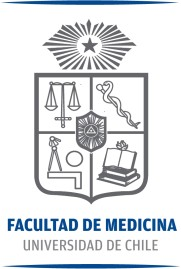 FACULTAD DE MEDICINA
UNIVERSIDAD DE CHILE